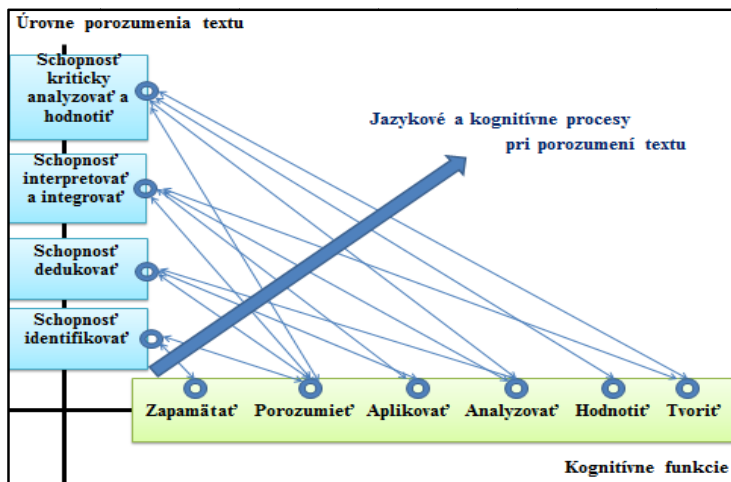 Úrovne porozumenia textu
Schopnosť
kriticky
analyzovať a
hodnotiť
Jazykové a kognitívne procesy
pri porozumení textu
Schopnosť
interpretovať
a integrovať
Schopnosť
dedukovať
Schopnosť
identifikovať
Zapamätať Porozumieť Aplikovať Analyzovať Hodnotiť Tvoriť
Kognitívne funkcie